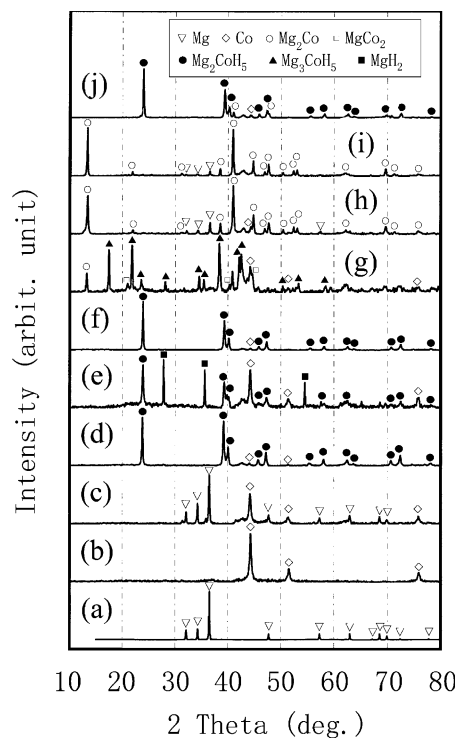 Mg Co Mg₂Co MgCo₂
Mg₂CoH₅ Mg₃CoH₅ MgH₂
(j)
(i)
(h)
(g)
(f)
(e)
(d)
(c)
(b)
(a)
Intensity (arbit. unit)
10 20 30 40 50 60 70 80
2 Theta (deg.)